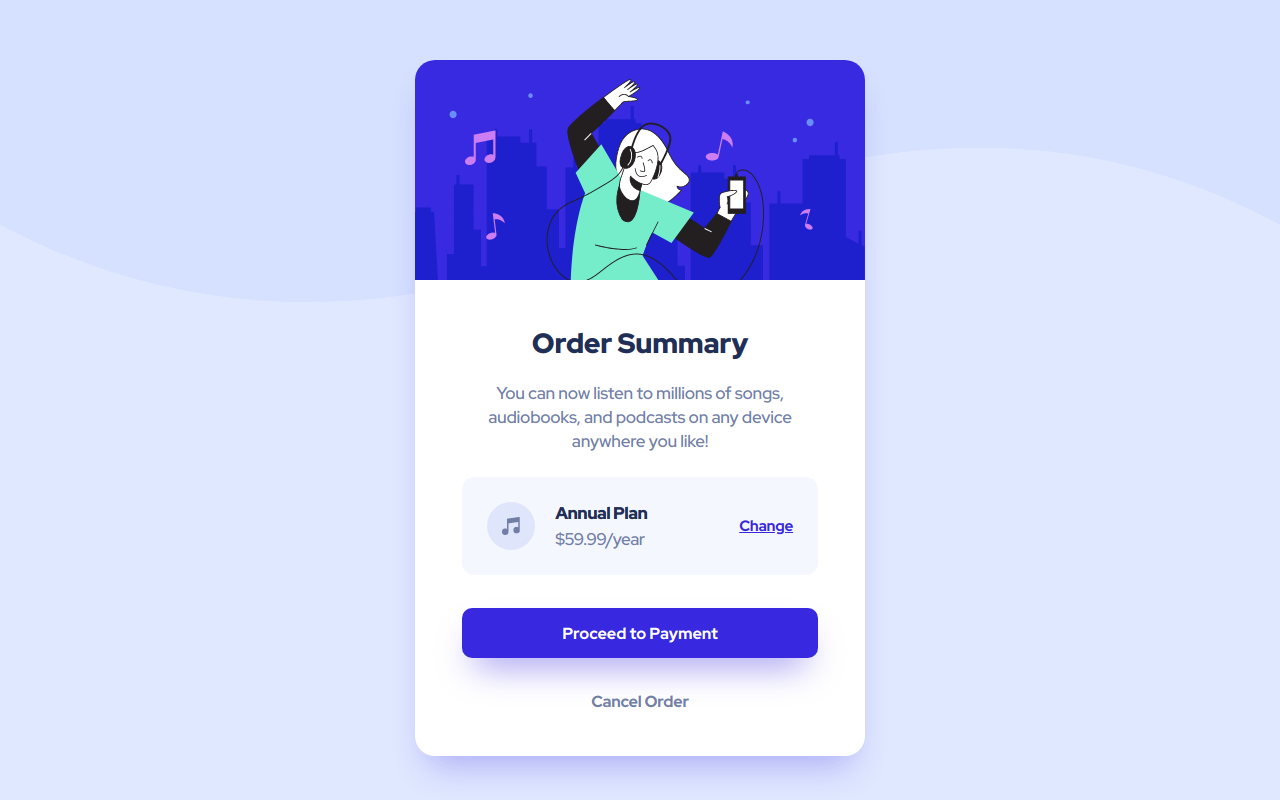 Order Summary
You can now listen to millions of songs,
audiobooks, and podcasts on any device
anywhere you like!
Annual Plan
$59.99/year
Change
Proceed to Payment
Cancel Order